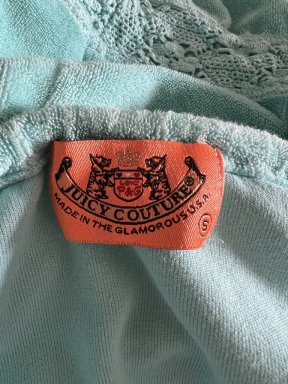 P&G
JUICY COUTURE®
MADE IN THE GLAMOROUS U.S.A.
S